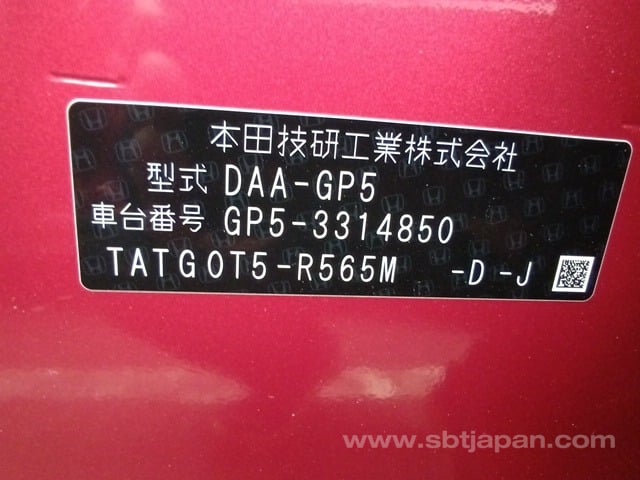 本田技研工業株式会社
型式 DAA-GP5
車台番号 GP5-3314850
TATG0T5-R565M -D -J
www.sbtjapan.com